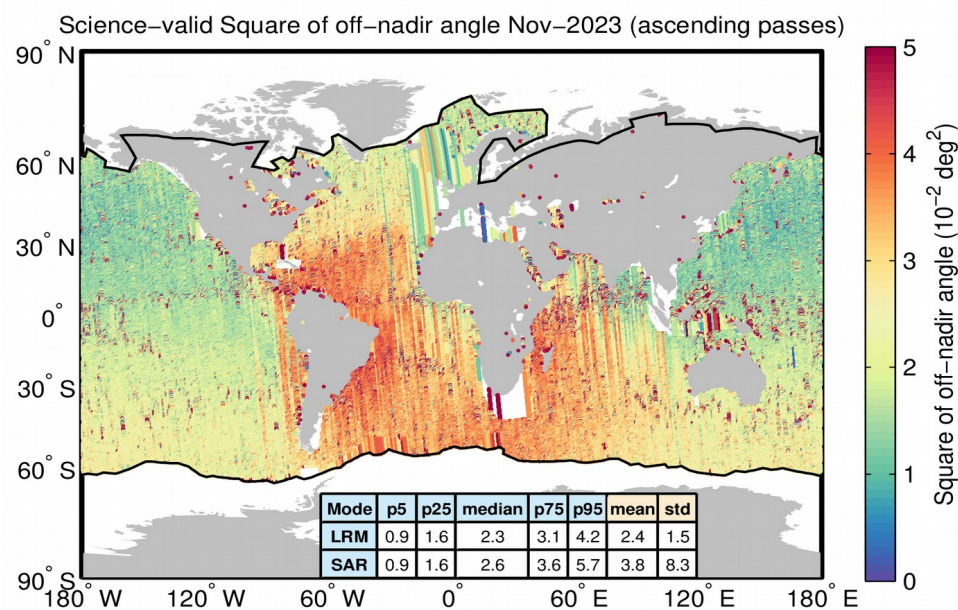 Science−valid Square of off−nadir angle Nov−2023 (ascending passes)
90° N
60° N
30° N
0°
30° S
60° S
90° S
180° W
120° W
60° W
0°
60° E
120° E
180° E
Mode p5 p25 median p75 p95 mean std
LRM 0.9 1.6 2.3 3.1 4.2 2.4 1.5
SAR 0.9 1.6 2.6 3.6 5.7 3.8 8.3
5
4
3
2
1
0
Square of off−nadir angle (10⁻² deg²)